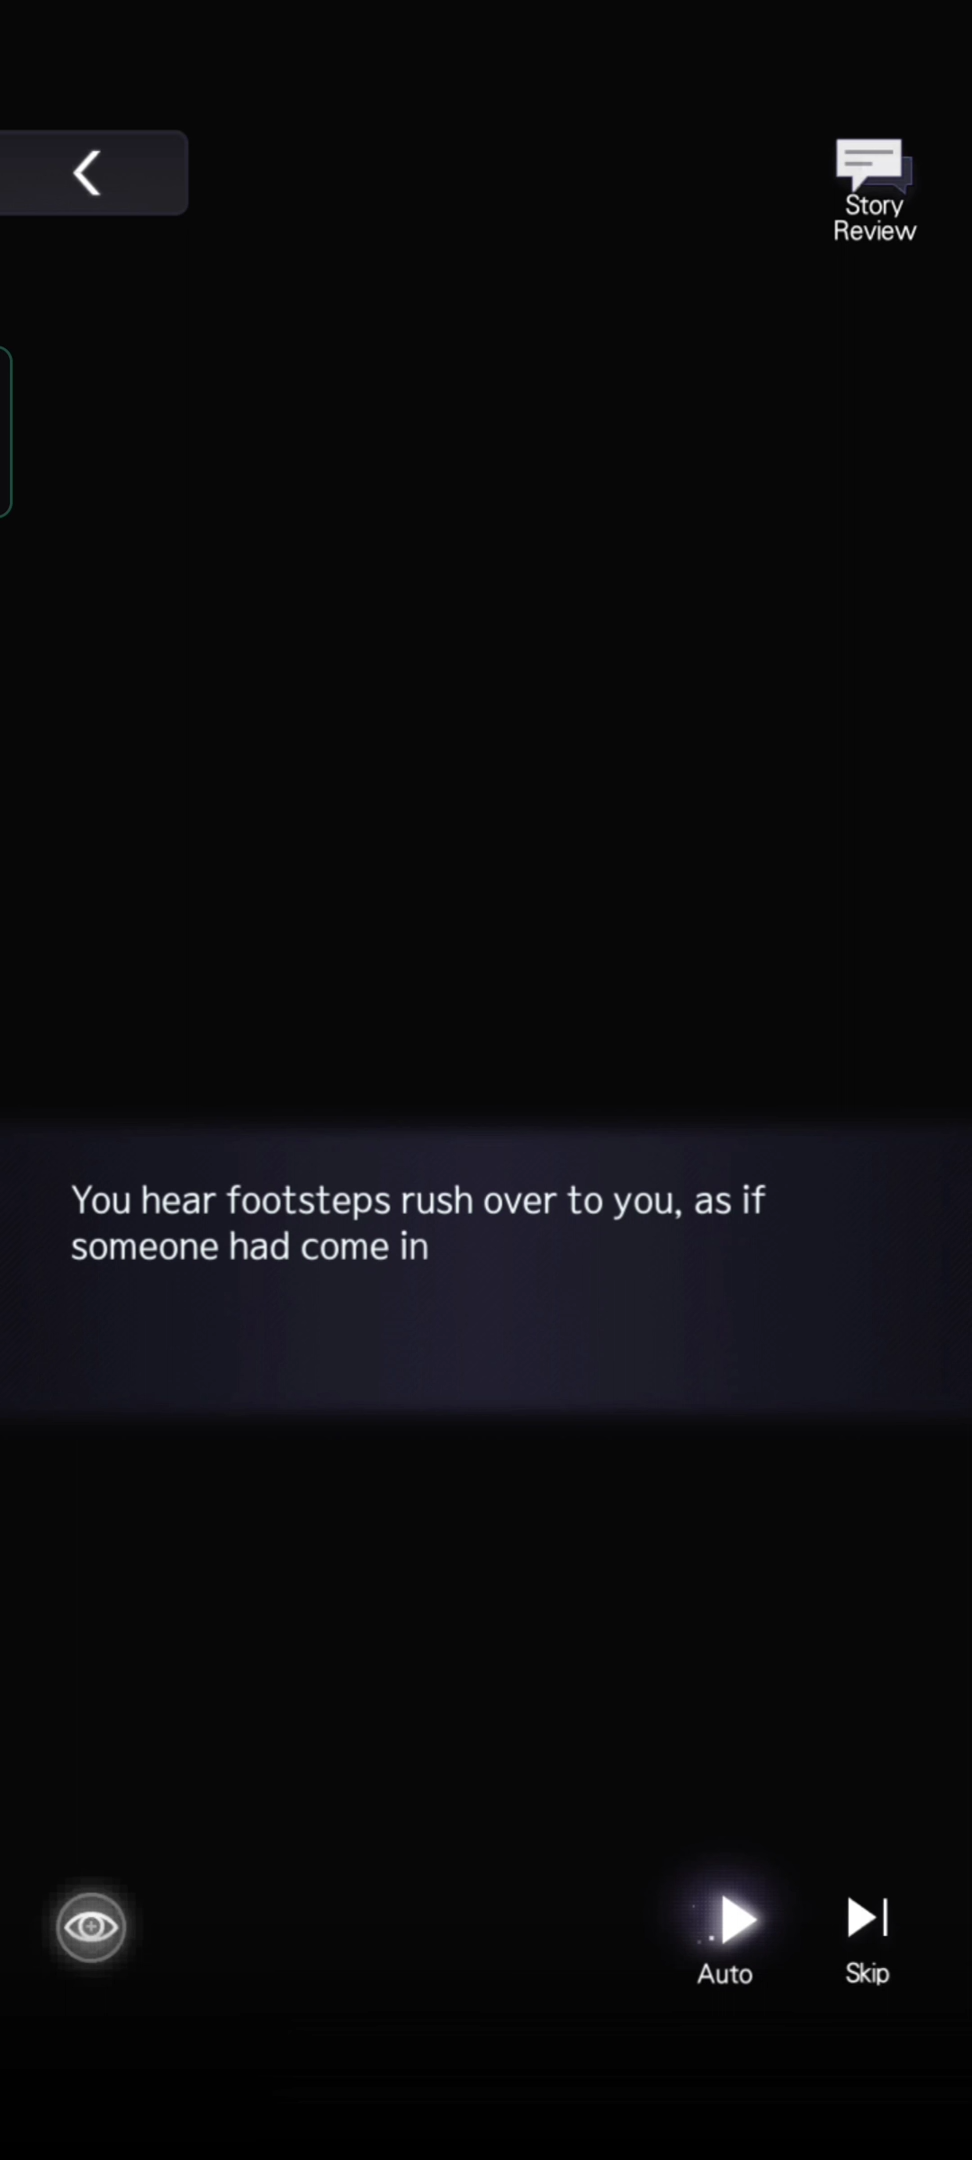 Story
Review
You hear footsteps rush over to you, as if
someone had come in
Auto
Skip